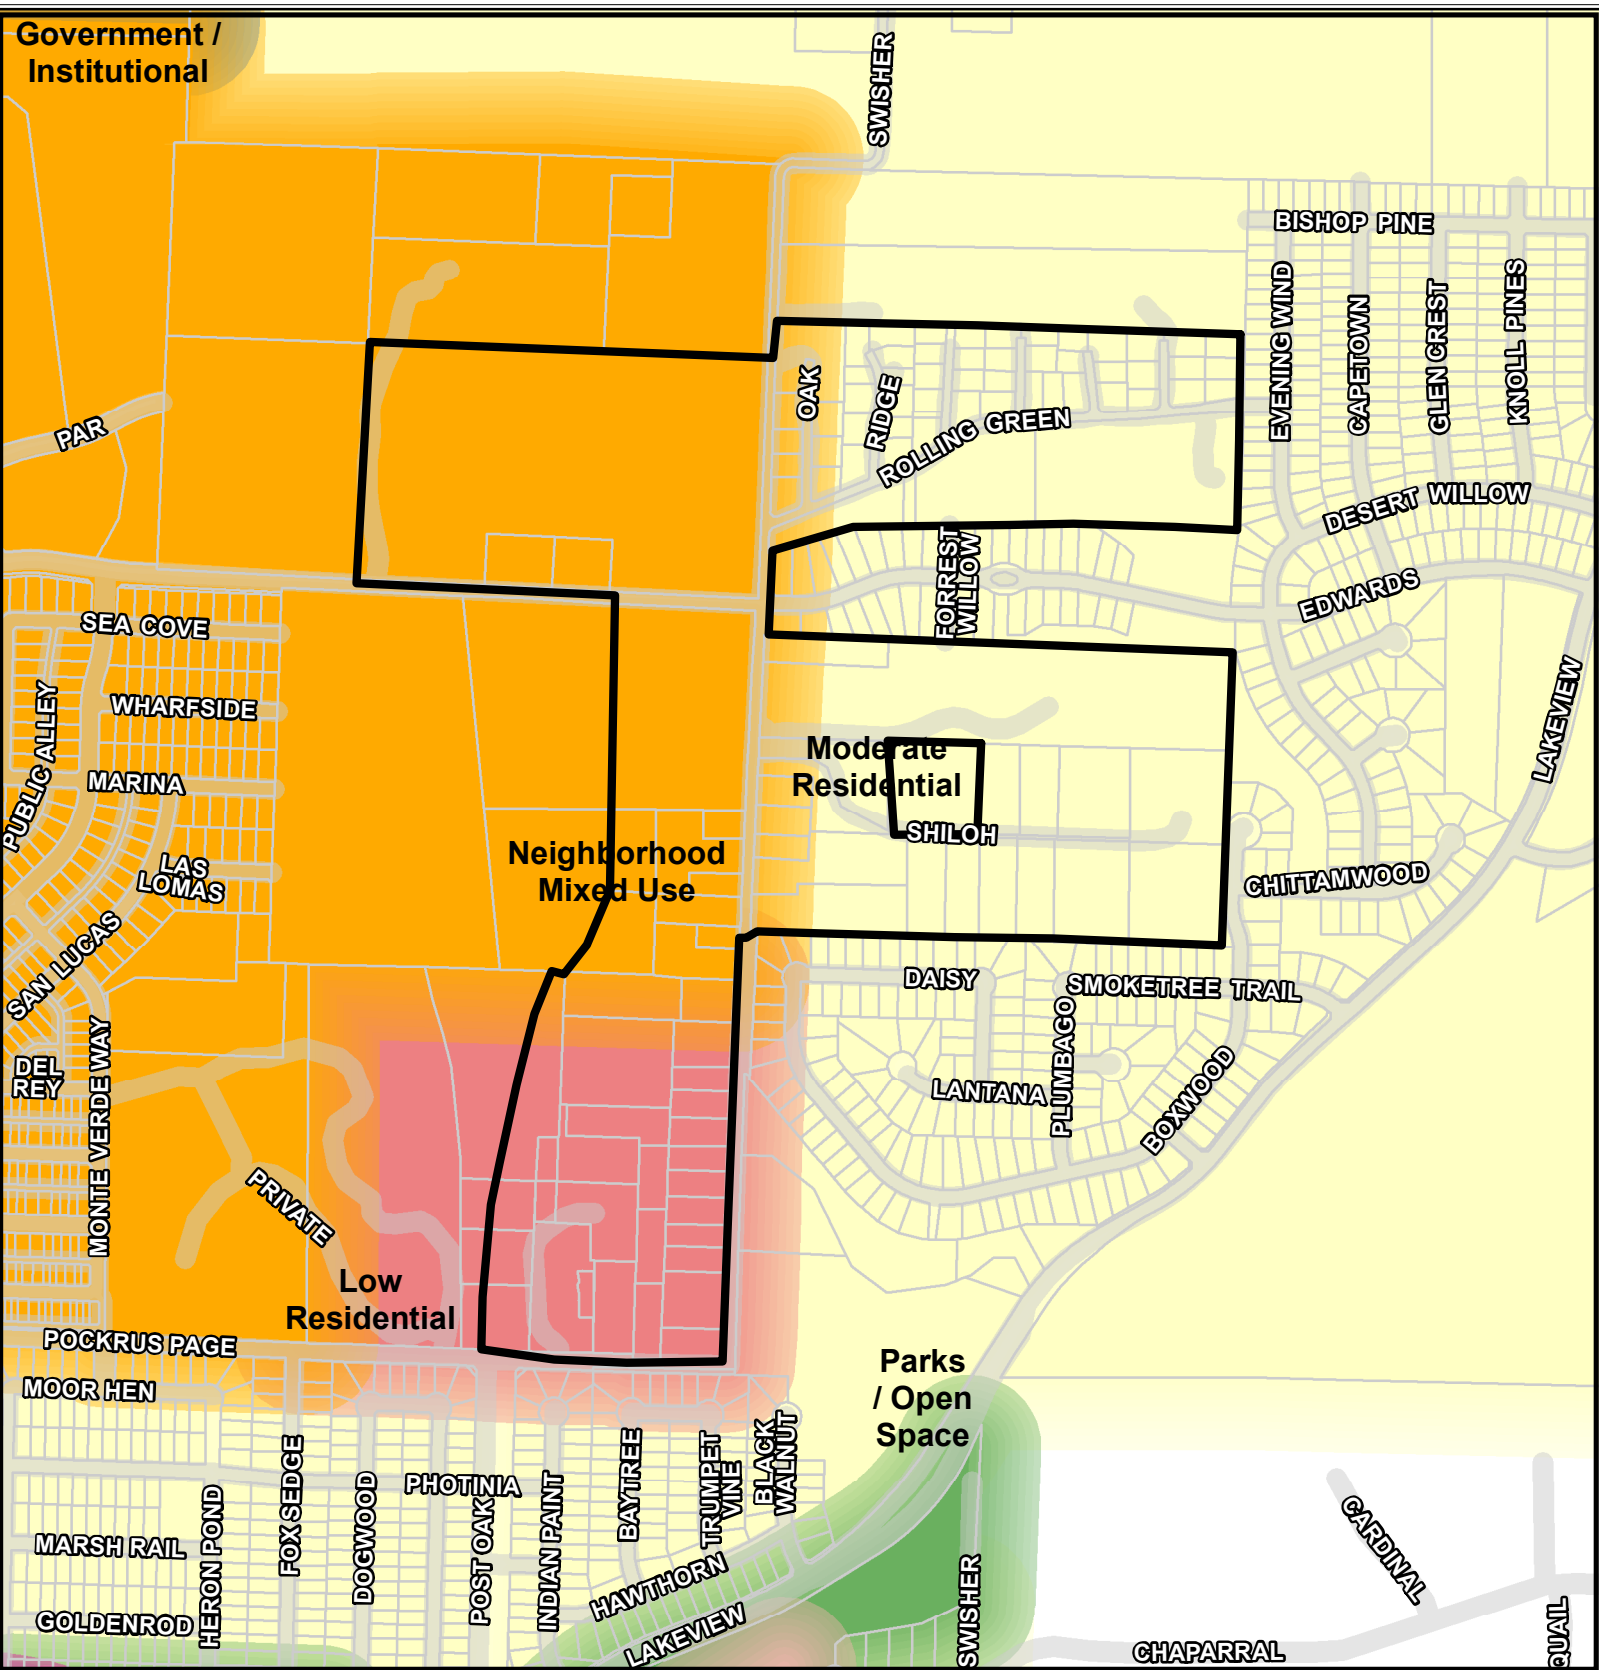 Government /
Institutional
SWISHER
BISHOP PINE
EVENING WIND
CAPETOWN
GLEN CREST
KNOLL PINES
OAK
RIDGE
ROLLING GREEN
PAR
DESERT WILLOW
FORREST
WILLOW
EDWARDS
SEA COVE
WHARFSIDE
PUBLIC ALLEY
MARINA
LAKEVIEW
Moderate
Residential
SHILOH
Neighborhood
Mixed Use
LAS
LOMAS
CHITTAMWOOD
SAN LUCAS
DAISY
SMOKETREE TRAIL
PLUMBAGO
DEL
REY
MONTE VERDE WAY
LANTANA
BOXWOOD
PRIVATE
Low
Residential
POCKRUS PAGE
MOOR HEN
Parks
/ Open
Space
FOX SEDGE
DOGWOOD
PHOTINIA
POST OAK
INDIAN PAINT
BAYTREE
TRUMPET
VINE
BLACK
WALNUT
HERON POND
MARSH RAIL
GOLDENROD
HAWTHORN
LAKEVIEW
SWISHER
CARDINAL
CHAPARRAL
QUAIL